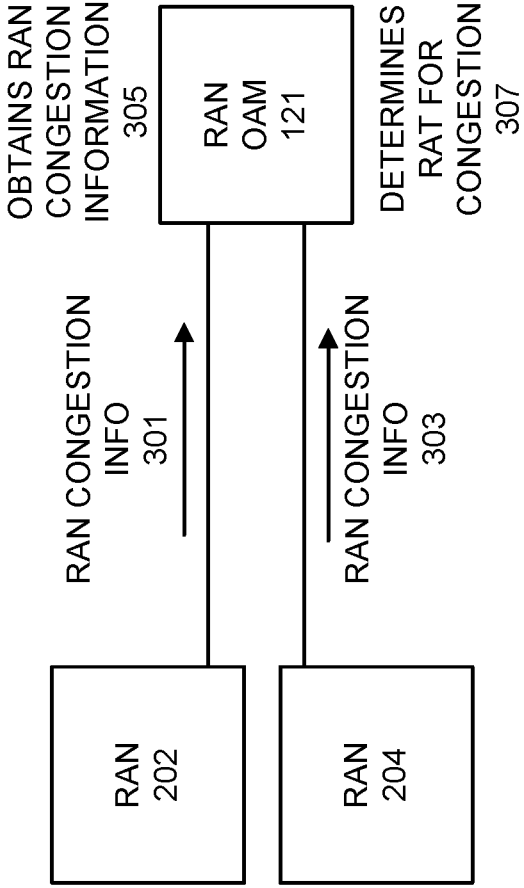 RAN
202
RAN
204
RAN CONGESTION
INFO
301
RAN CONGESTION
INFO
303
OBTAINS RAN
CONGESTION
INFORMATION
305
RAN
OAM
121
DETERMINES
RAT FOR
CONGESTION
307